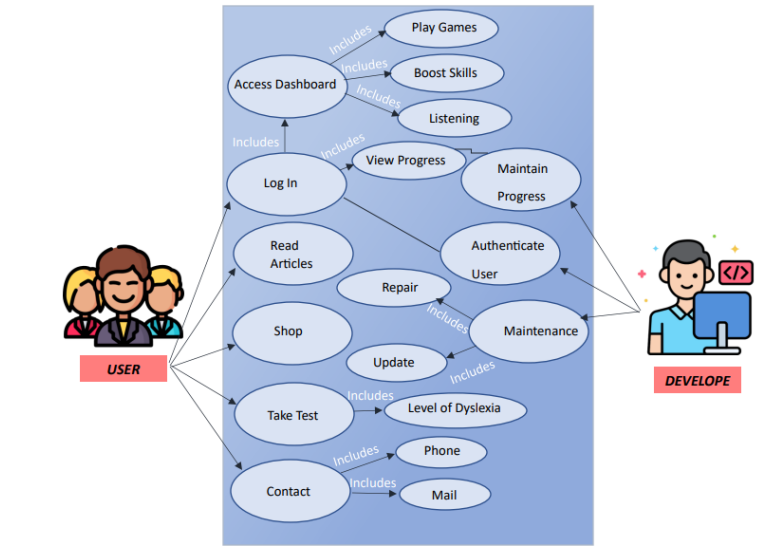 Play Games
Includes
Includes
Boost Skills
Access Dashboard
Includes
Listening
Includes
Includes
View Progress
Maintain
Progress
Log In
Read
Articles
Authenticate
User
Repair
Includes
Shop
Maintenance
Update
Includes
USER
</>
DEVELOPE
Includes
Level of Dyslexia
Take Test
Includes
Phone
Includes
Contact
Mail